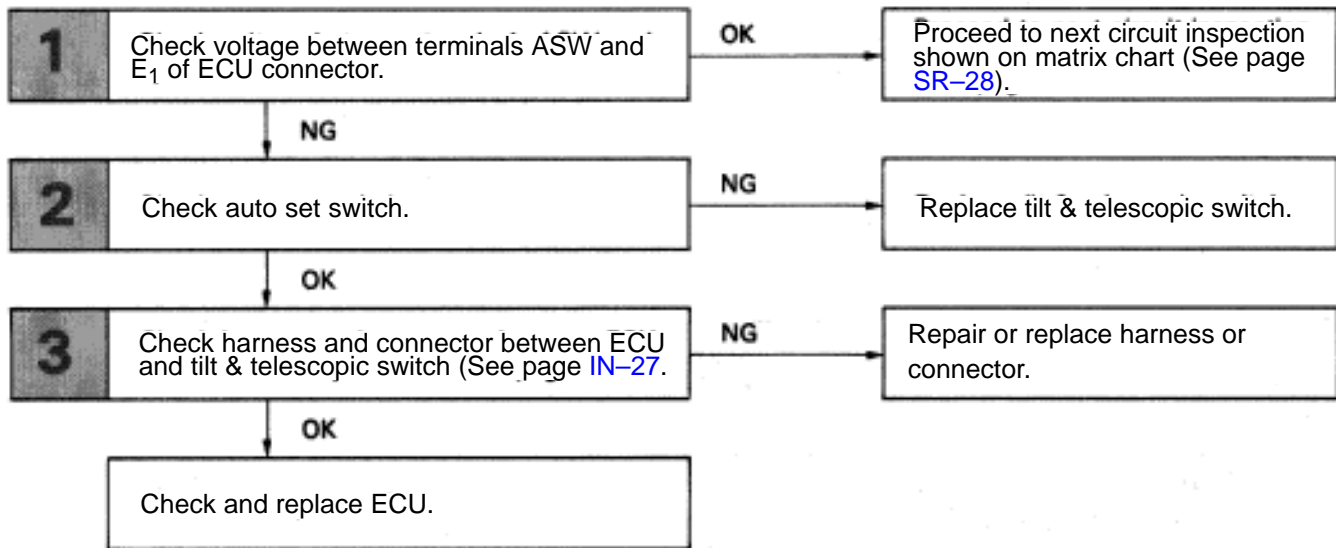 1
Check voltage between terminals ASW and
E1 of ECU connector.
OK
Proceed to next circuit inspection
shown on matrix chart (See page
SR–28).
NG
2
Check auto set switch.
NG
Replace tilt & telescopic switch.
OK
3
Check harness and connector between ECU
and tilt & telescopic switch (See page IN–27.
NG
Repair or replace harness or
connector.
OK
Check and replace ECU.